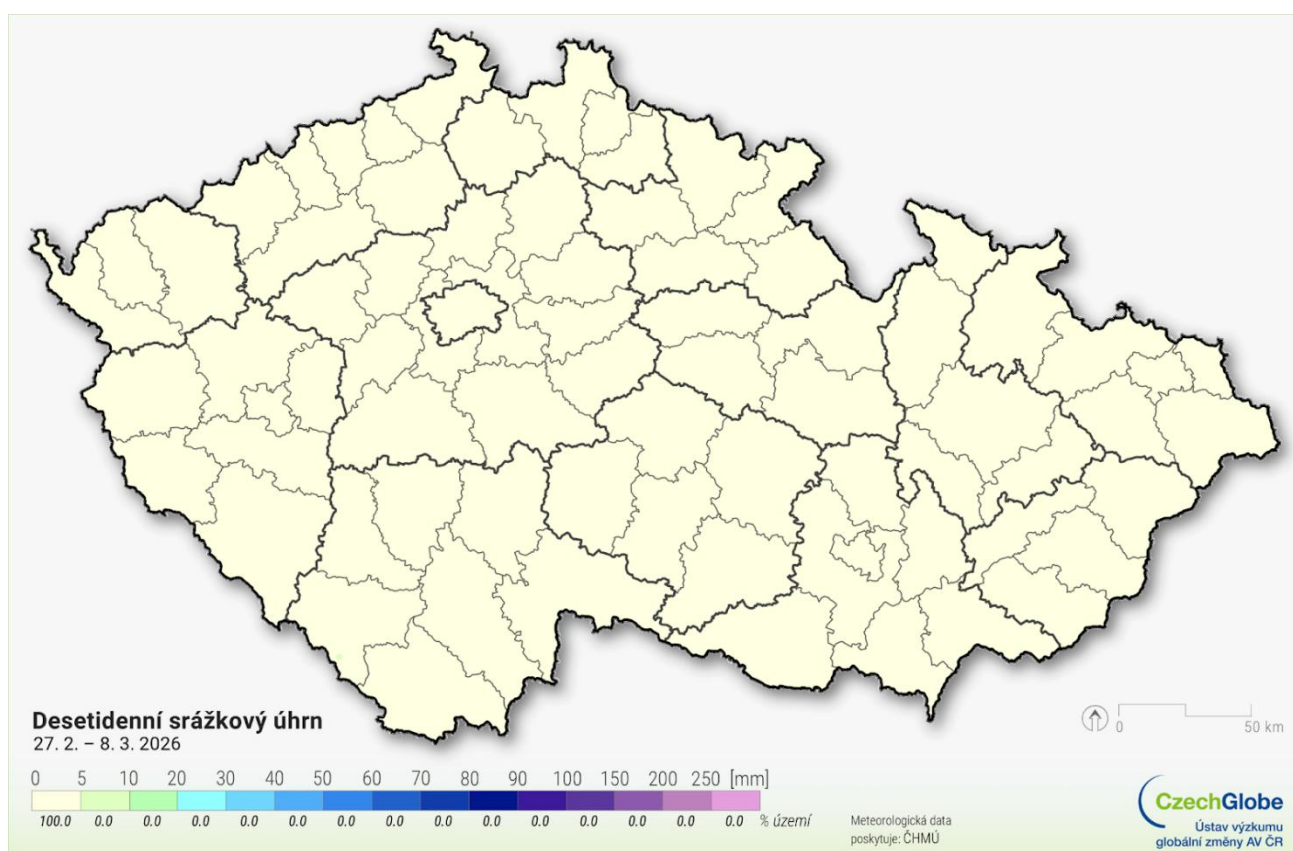 Desetidenní srážkový úhrn
27. 2. – 8. 3. 2026
0 50 km
0 5 10 20 30 40 50 60 70 80 90 100 150 200 250 [mm]
100.0 0.0 0.0 0.0 0.0 0.0 0.0 0.0 0.0 0.0 0.0 0.0 0.0 0.0 0.0 % území
Meteorologická data
poskytuje: ČHMÚ
CzechGlobe
Ústav výzkumu
globální změny AV ČR